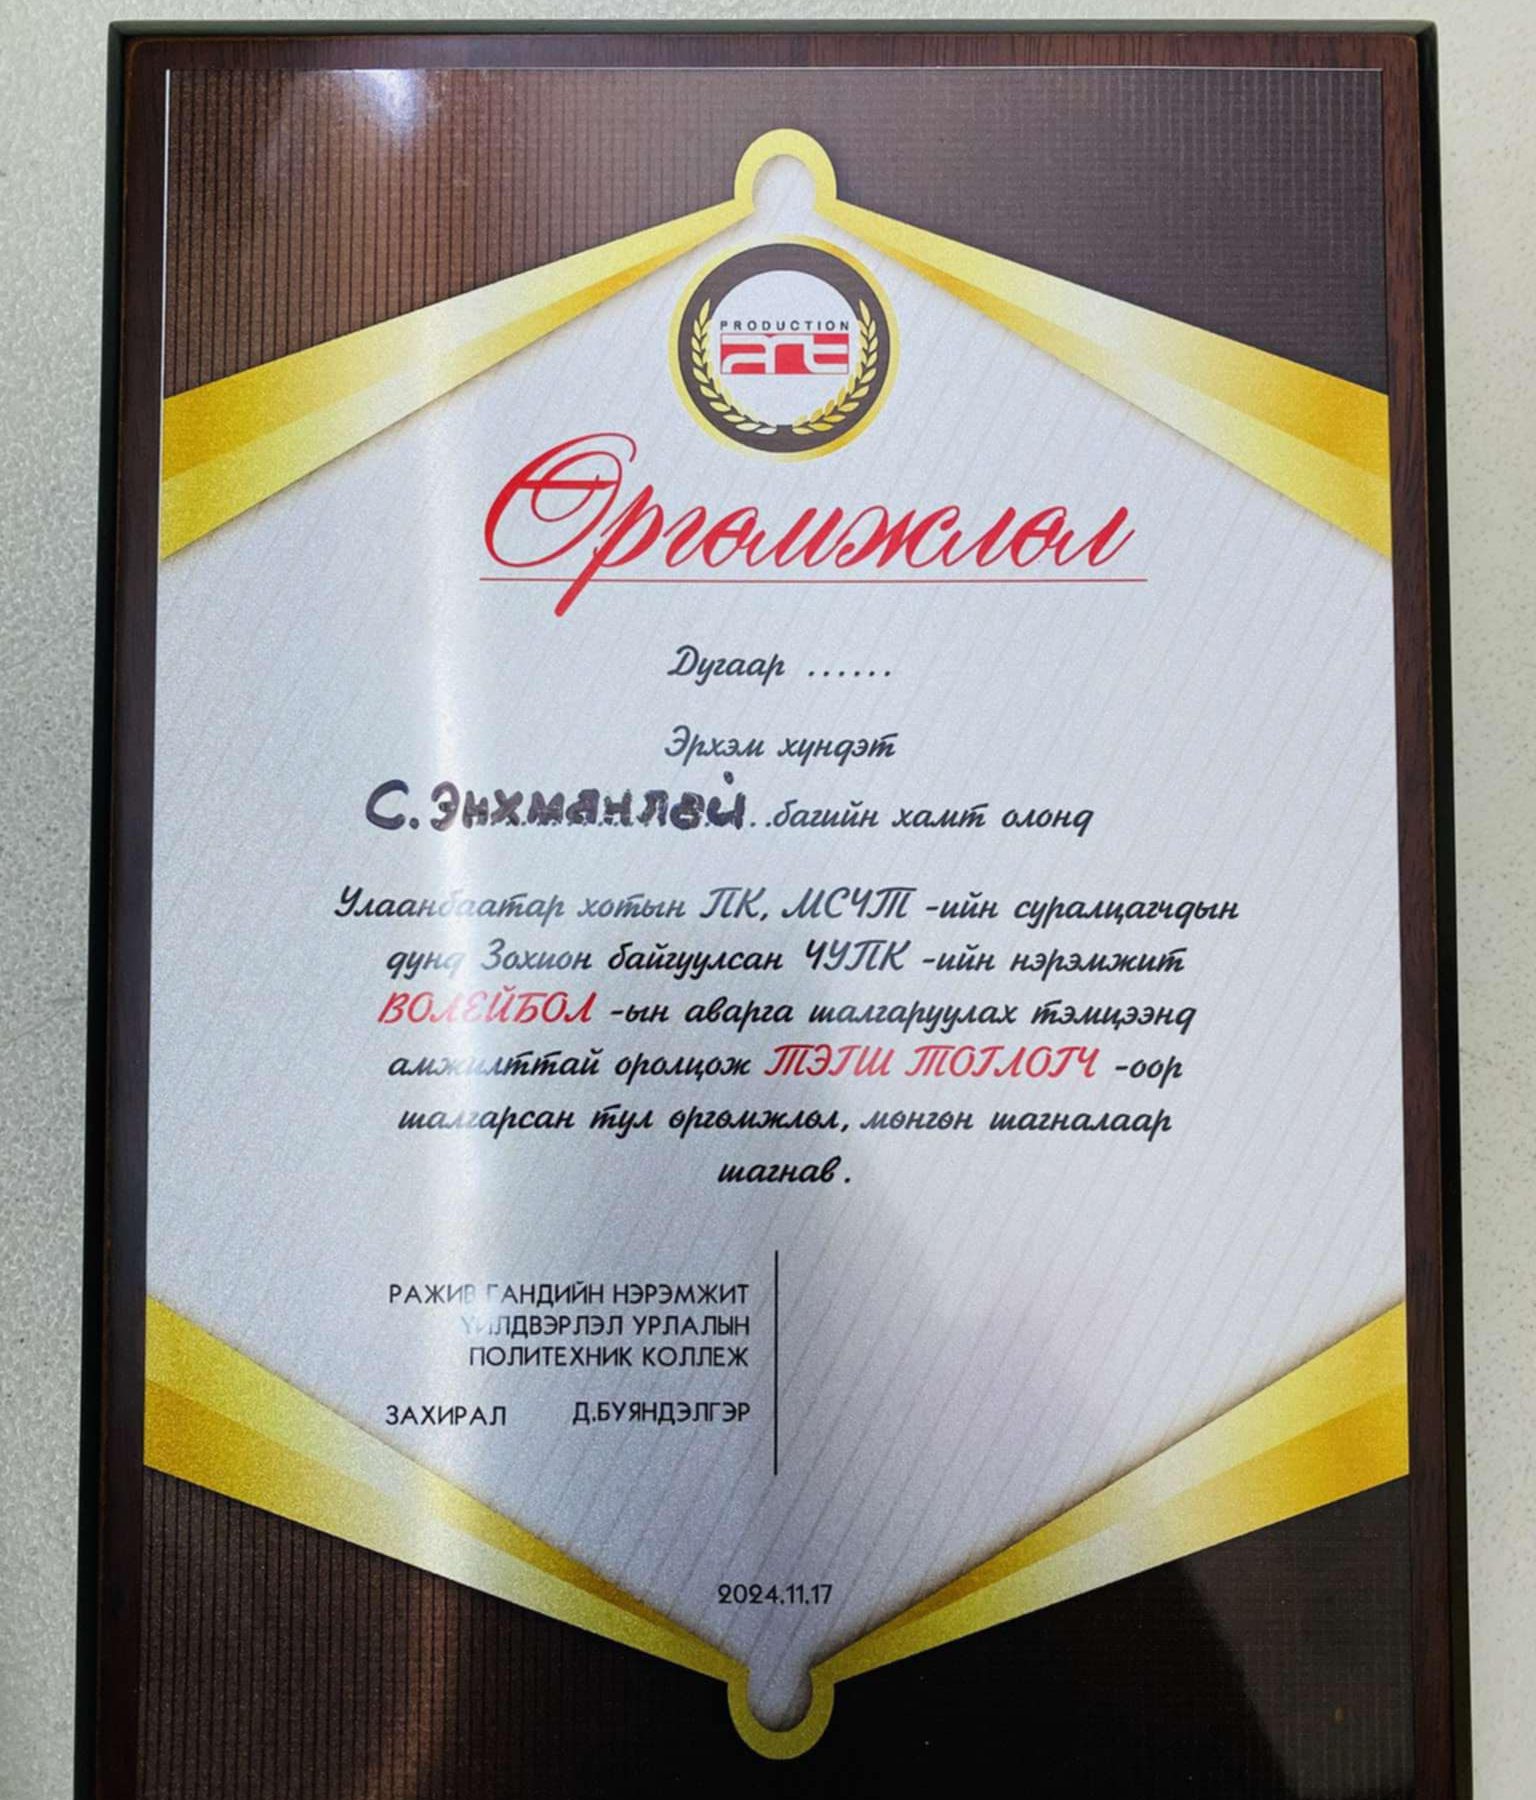 PRODUCTION
art
Өргөмжлөл
Дугаар ......
Эрхэм хүндэт
С. Энхманлай..багийн хамт олонд
Улаанбаатар хотын ПК, МСЧТ -ийн суралцагчдын
дунд Зохион байгуулсан ЧУПК -ийн нэрэмжит
ВОЛЕЙБОЛ -ын аварга шалгаруулах тэмцээнд
амжилттай оролцож ТЭГШ ТОГЛОГЧ -оор
шалгарсан тул өргөмжлөл, мөнгөн шагналаар
шагнав.
РАЖИВ ГАНДИЙН НЭРЭМЖИТ
ҮЙЛДВЭРЛЭЛ УРЛАЛЫН
ПОЛИТЕХНИК КОЛЛЕЖ
ЗАХИРАЛ Д.БУЯНДЭЛГЭР
2024.11.17